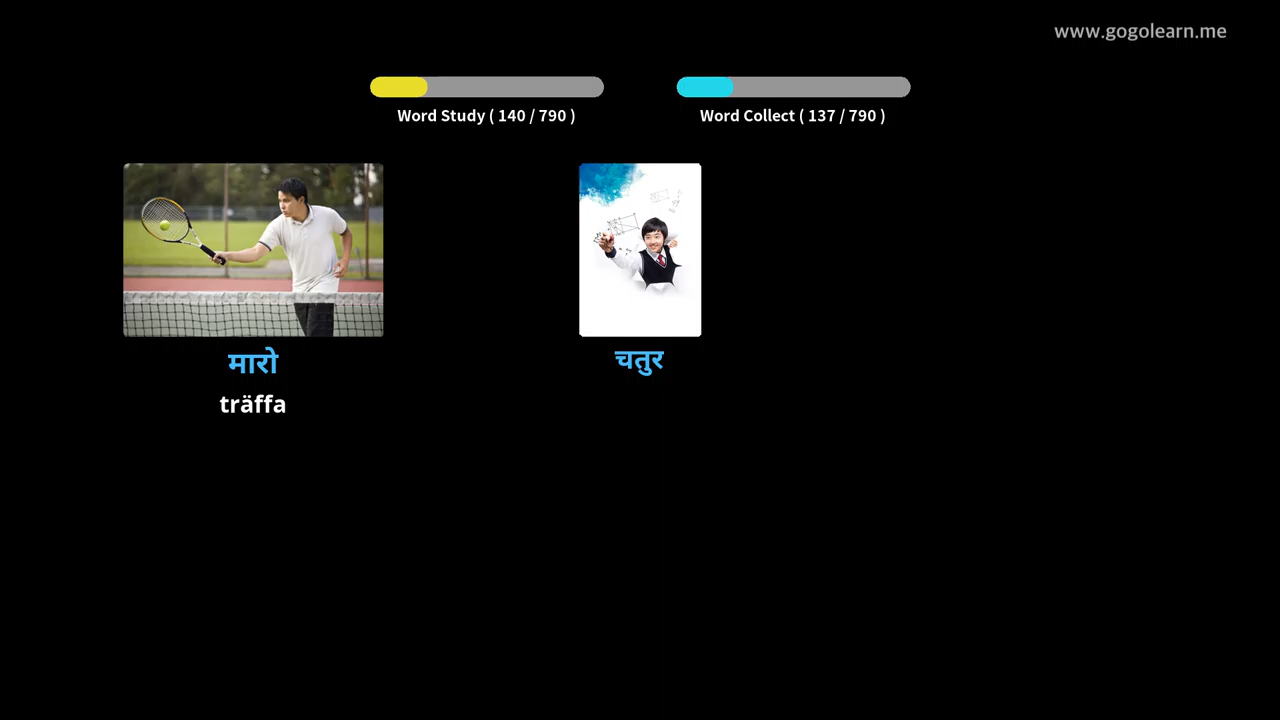 www.gogolearn.me
Word Study ( 140 / 790 )
Word Collect ( 137 / 790 )
मारो
träffa
चतुर